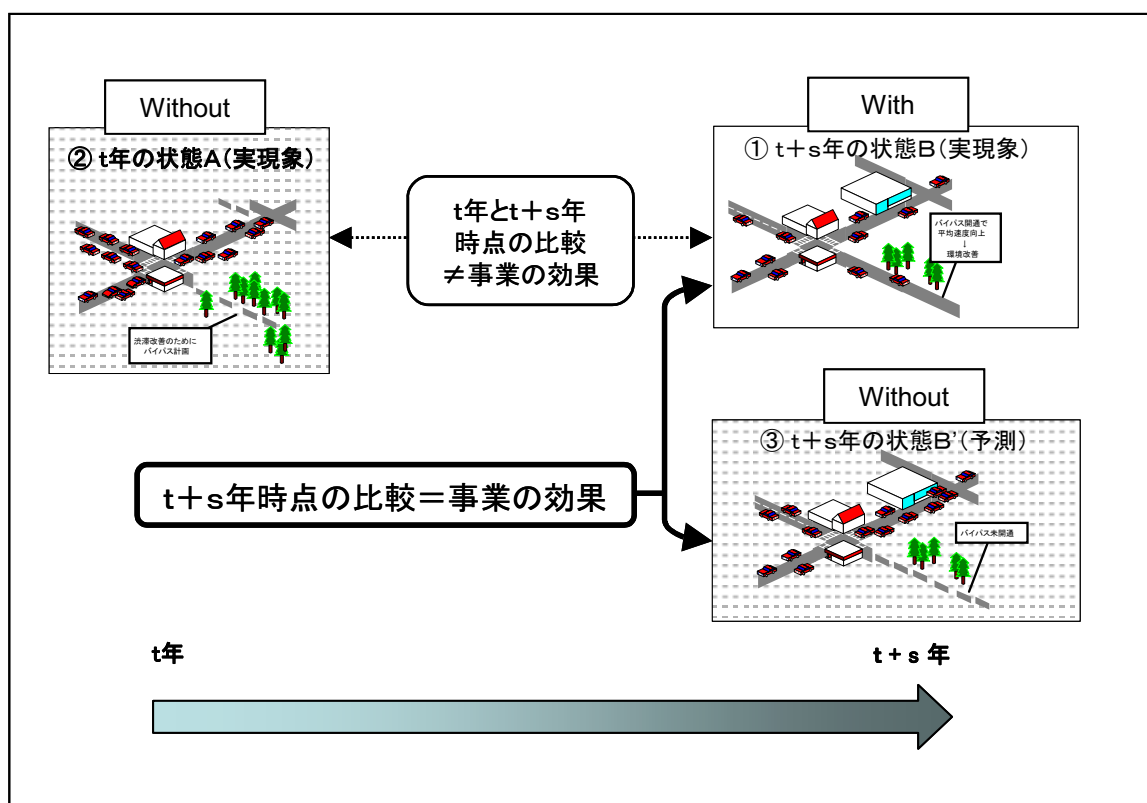 Without
② t年の状態A(実現象)
渋滞改善のために
バイパス計画
t年とt+s年
時点の比較
≠事業の効果
With
① t+s年の状態B(実現象)
バイパス開通で
平均速度向上
↓
環境改善
t+s年時点の比較=事業の効果
Without
③ t+s年の状態B'(予測)
バイパス未開通
t年
t+s年